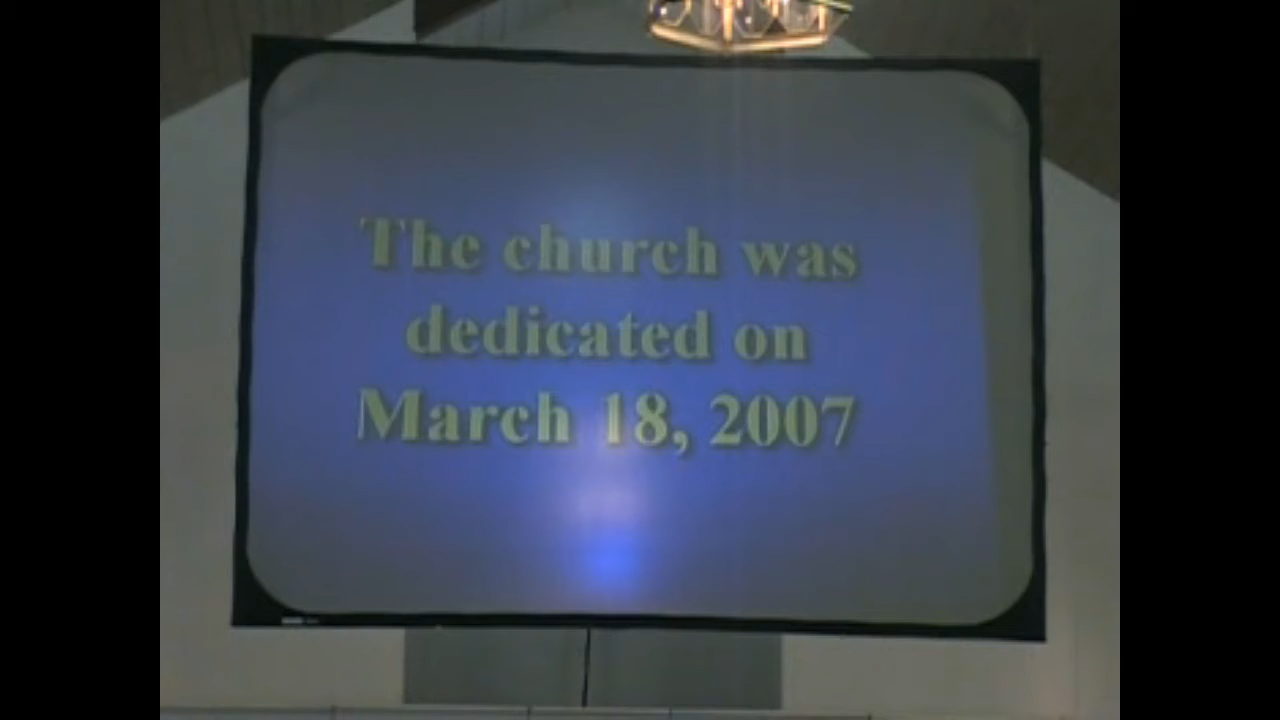 The church was
dedicated on
March 18, 2007